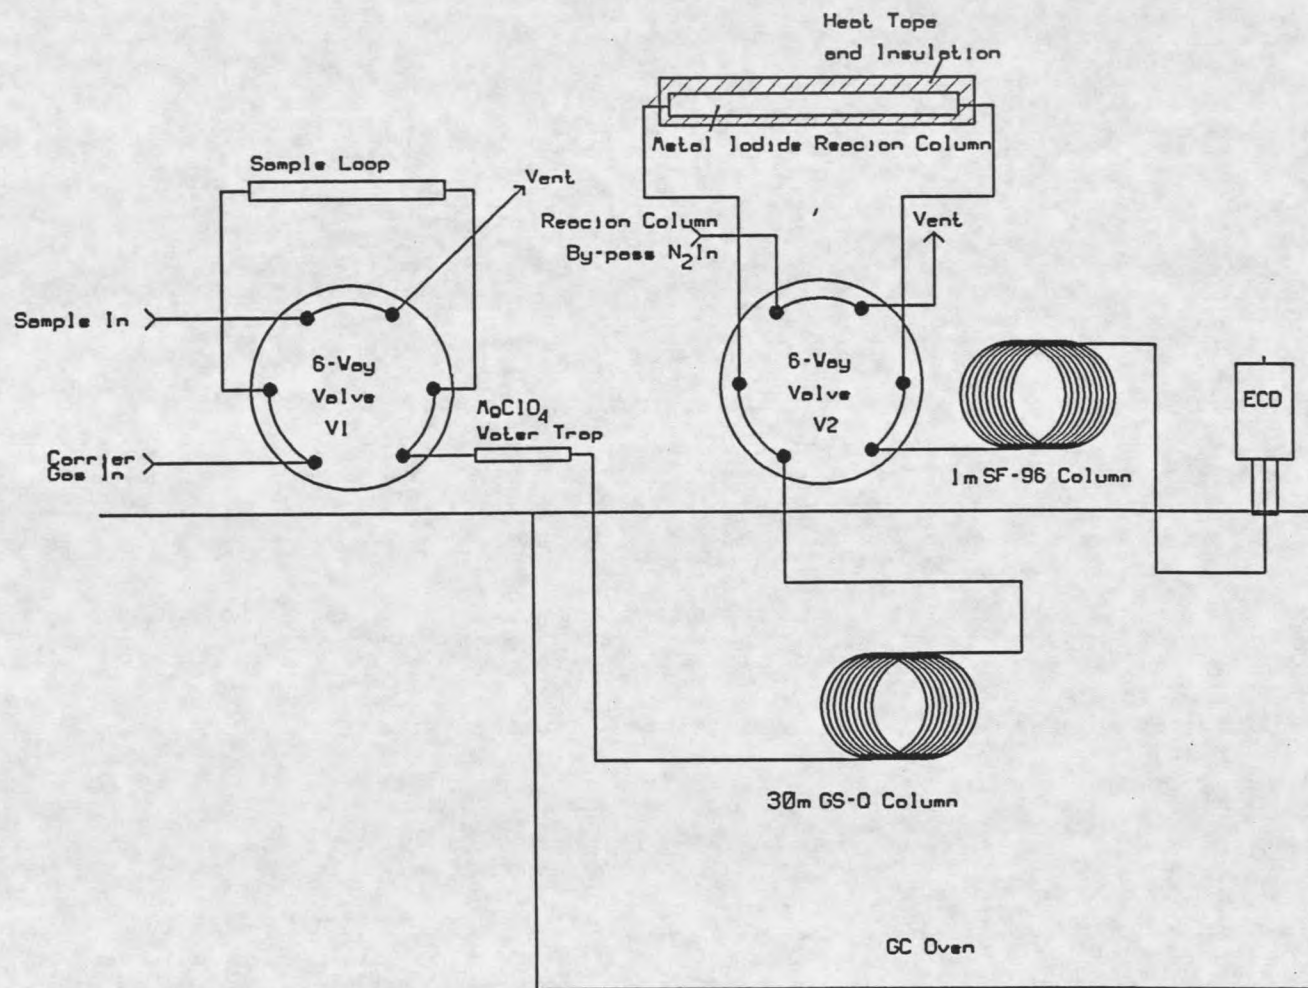 Heat Tape
and Insulation
Metal Iodide Reacion Column
Sample Loop
Vent
Reacion Column
By-pass N2In
Vent
Sample In
6-Way
Valve
V1
6-Way
Valve
V2
ECD
MgClO4
Water Trap
Carrier
Gas In
1m SF-96 Column
30m GS-Q Column
GC Oven